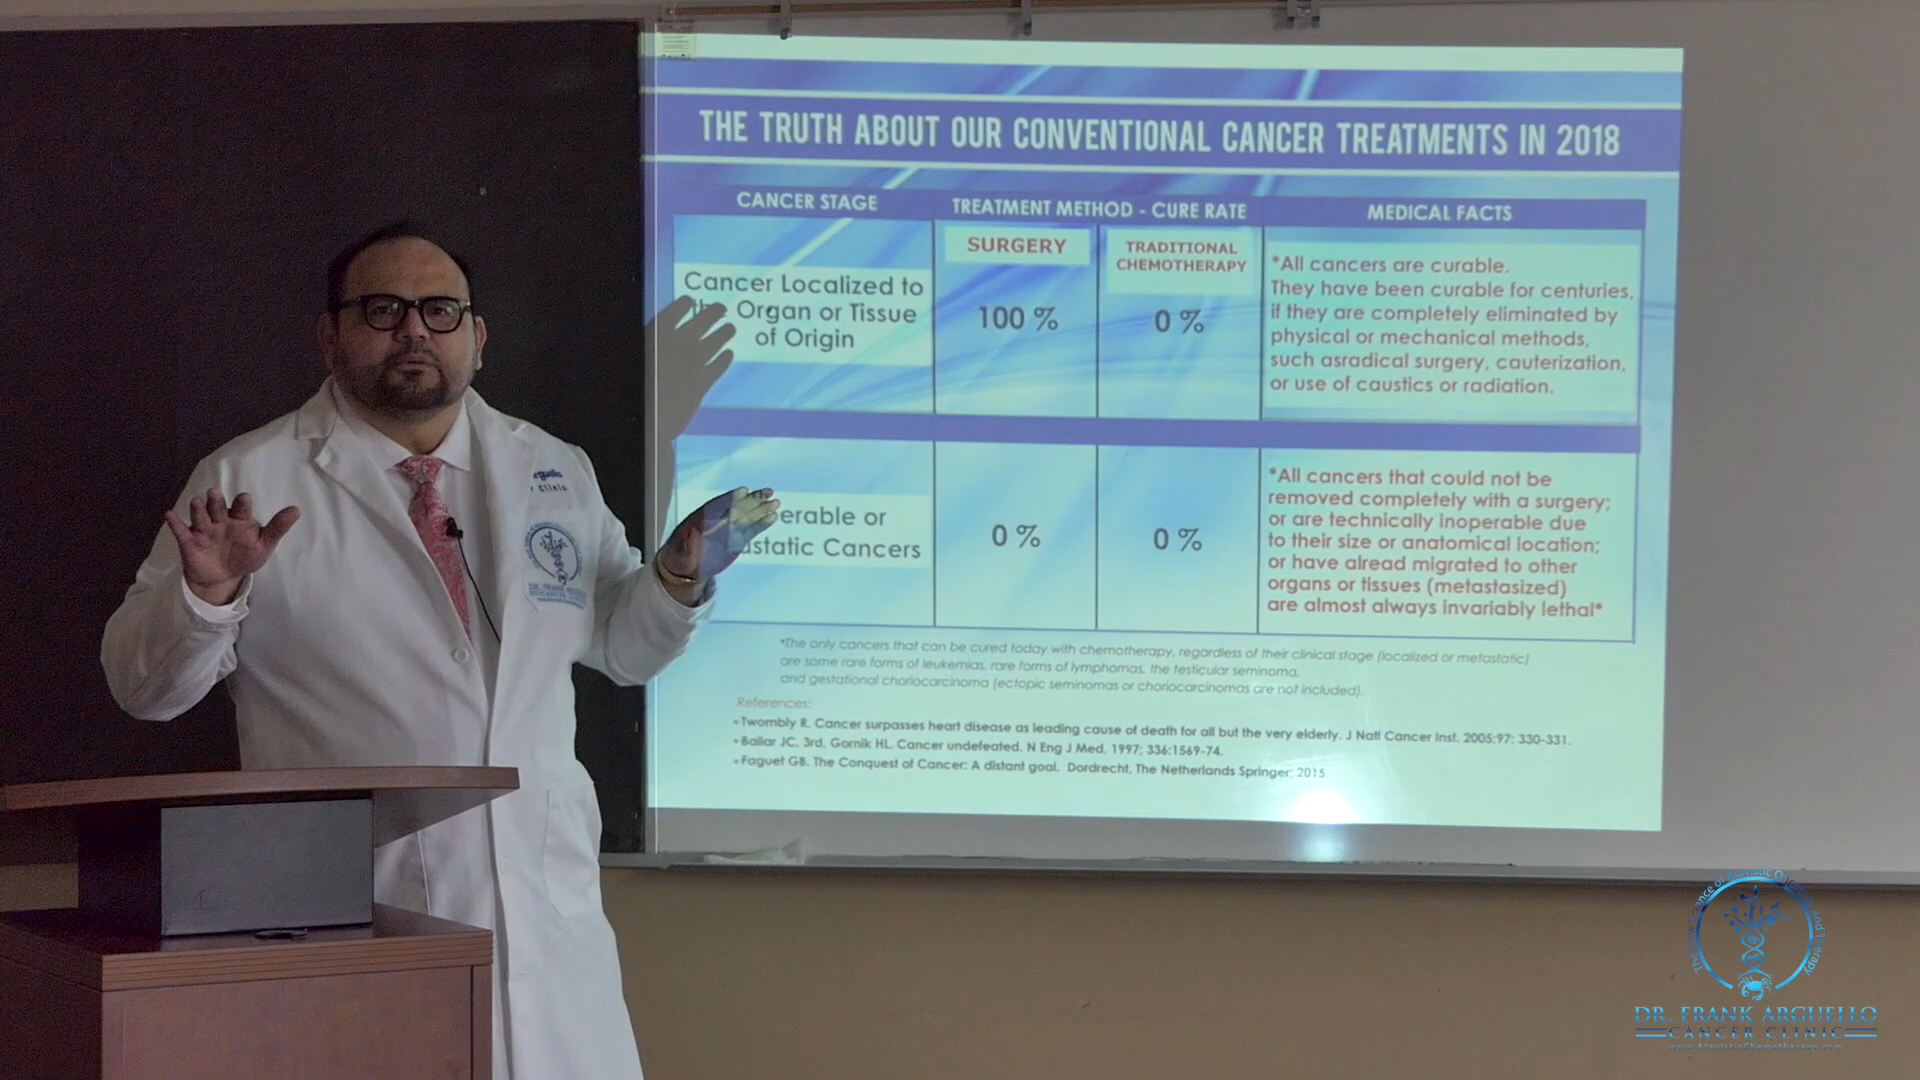 THE TRUTH ABOUT OUR CONVENTIONAL CANCER TREATMENTS IN 2018
CANCER STAGE
TREATMENT METHOD - CURE RATE
MEDICAL FACTS
SURGERY
TRADITIONAL
CHEMOTHERAPY
Cancer Localized to
Organ or Tissue
of Origin
100 %
0 %
*All cancers are curable.
They have been curable for centuries,
if they are completely eliminated by
physical or mechanical methods,
such asradical surgery, cauterization,
or use of caustics or radiation.
erable or
static Cancers
0 %
0 %
*All cancers that could not be
removed completely with a surgery;
or are technically inoperable due
to their size or anatomical location;
or have alread migrated to other
organs or tissues (metastasized)
are almost always invariably lethal*
*The only cancers that can be cured today with chemotherapy, regardless of their clinical stage (localized or metastatic)
are some rare forms of leukemias, rare forms of lymphomas, the testicular seminoma,
and gestational choriocarcinoma (ectopic seminomas or choriocarcinomas are not included).
References:
Twombly R. Cancer surpasses heart disease as leading cause of death for all but the very elderly. J Natl Cancer Inst. 2005;97: 330-331.
Bailar JC, 3rd, Gornik HL. Cancer undefeated. N Eng J Med. 1997; 336:1569-74.
Faguet GB. The Conquest of Cancer: A distant goal. Dordrecht, The Netherlands Springer; 2015
DR. FRANK ARGUELLO
CANCER CLINIC
www.AtavisticChemotherapy.com